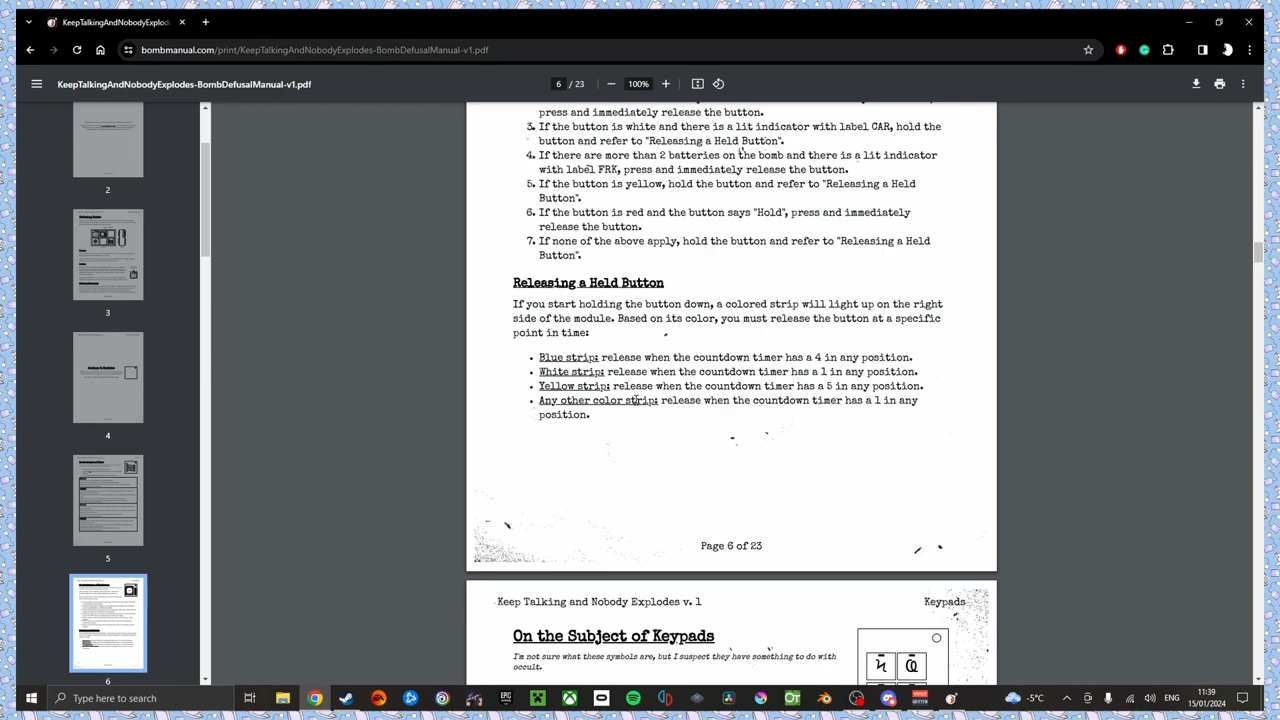 KeepTalkingAndNobodyExplod
bombmanual.com/print/KeepTalkingAndNobodyExplodes-BombDefusalManual-v1.pdf
KeepTalkingAndNobodyExplodes-BombDefusalManual-v1.pdf
6 / 23
100%
2
3
4
5
6
press and immediately release the button.
3. If the button is white and there is a lit indicator with label CAR, hold the
button and refer to "Releasing a Held Button".
4. If there are more than 2 batteries on the bomb and there is a lit indicator
with label FRK, press and immediately release the button.
5. If the button is yellow, hold the button and refer to "Releasing a Held
Button".
6. If the button is red and the button says "Hold", press and immediately
release the button.
7. If none of the above apply, hold the button and refer to "Releasing a Held
Button".
Releasing a Held Button
If you start holding the button down, a colored strip will light up on the right
side of the module. Based on its color, you must release the button at a specific
point in time:
• Blue strip: release when the countdown timer has a 4 in any position.
• White strip: release when the countdown timer has a 1 in any position.
• Yellow strip: release when the countdown timer has a 5 in any position.
• Any other color strip: release when the countdown timer has a 1 in any
position.
Page 6 of 23
Keep Talking and Nobody Explodes v. 1
Keypads
On the Subject of Keypads
I'm not sure what these symbols are, but I suspect they have something to do with
occult.
Type here to search
-5°C
ENG
11:39
15/01/2024